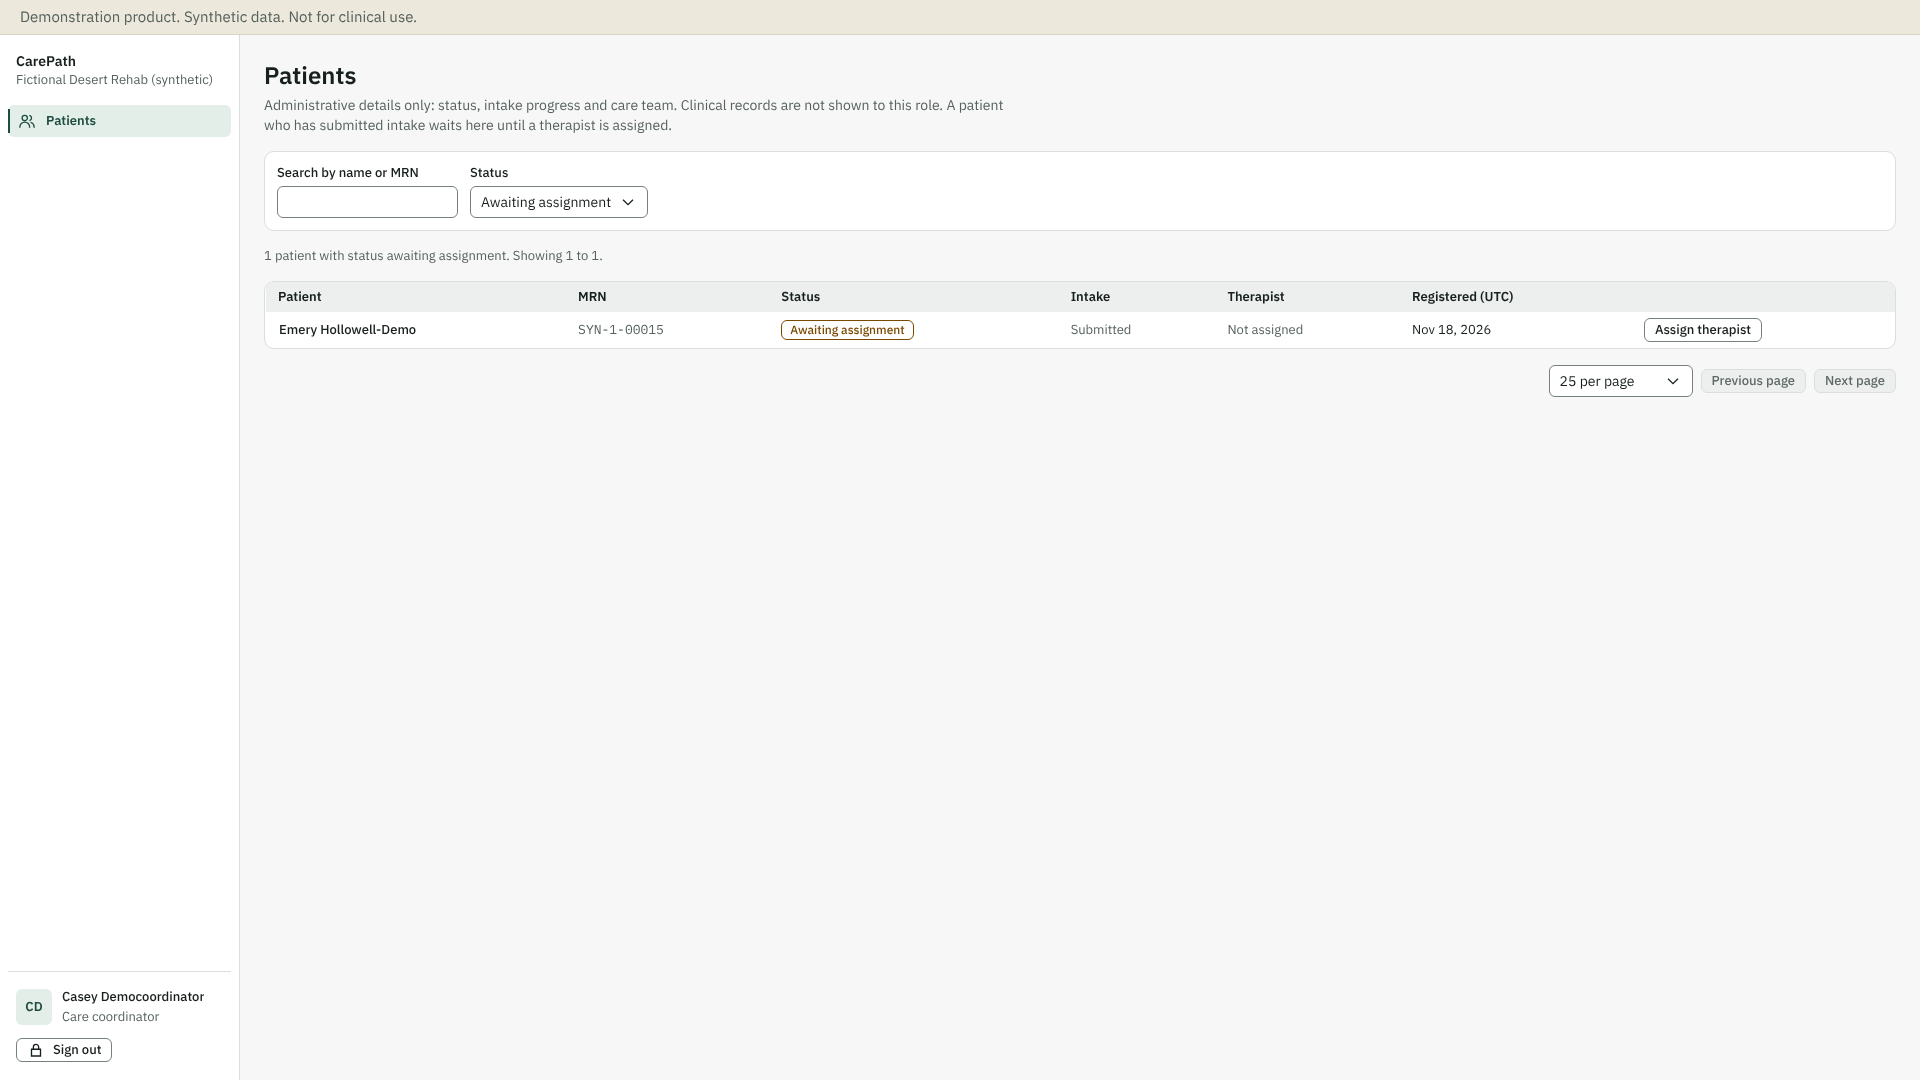 Demonstration product. Synthetic data. Not for clinical use.
CarePath
Fictional Desert Rehab (synthetic)
Patients
Patients
Administrative details only: status, intake progress and care team. Clinical records are not shown to this role. A patient
who has submitted intake waits here until a therapist is assigned.
Search by name or MRN Status
Awaiting assignment
1 patient with status awaiting assignment. Showing 1 to 1.
Patient MRN Status Intake Therapist Registered (UTC)
Emery Hollowell-Demo SYN-1-00015 Awaiting assignment Submitted Not assigned Nov 18, 2026 Assign therapist
25 per page Previous page Next page
CD Casey Democoordinator
Care coordinator
Sign out